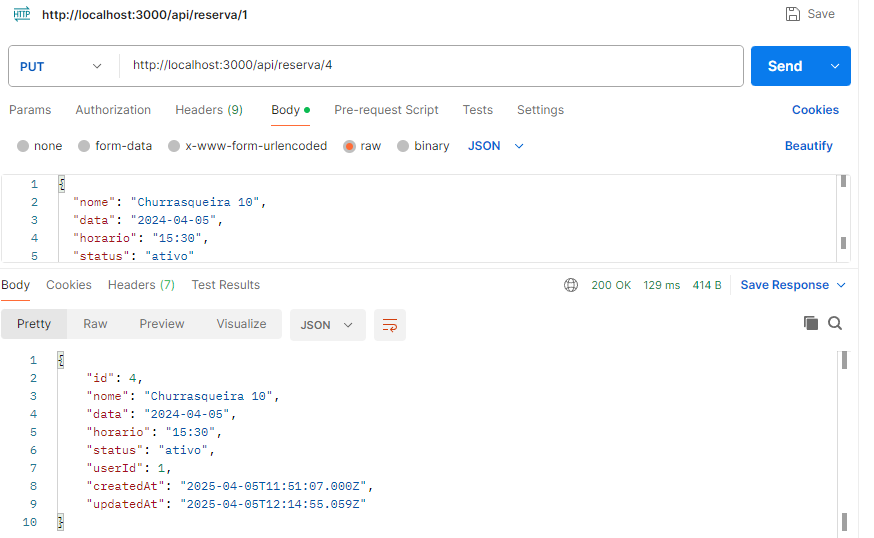 HTTP http://localhost:3000/api/reserva/1 Save
PUT http://localhost:3000/api/reserva/4 Send
Params Authorization Headers (9) Body Pre-request Script Tests Settings Cookies
none form-data x-www-form-urlencoded raw binary JSON Beautify
1 {
2 "nome": "Churrasqueira 10",
3 "data": "2024-04-05",
4 "horario": "15:30",
5 "status": "ativo"
Body Cookies Headers (7) Test Results 200 OK 129 ms 414 B Save Response
Pretty Raw Preview Visualize JSON
1 {
2 "id": 4,
3 "nome": "Churrasqueira 10",
4 "data": "2024-04-05",
5 "horario": "15:30",
6 "status": "ativo",
7 "userId": 1,
8 "createdAt": "2025-04-05T11:51:07.000Z",
9 "updatedAt": "2025-04-05T12:14:55.059Z"
10 }